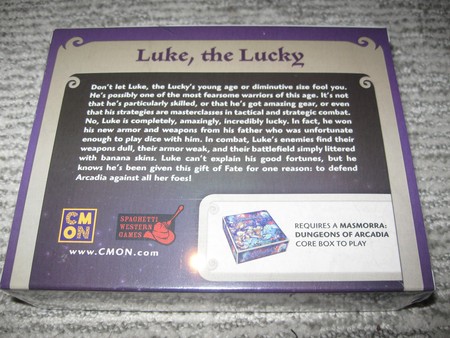 Luke, the Lucky
Don't let Luke, the Lucky's young age or diminutive size fool you.
He's possibly one of the most fearsome warriors of this age. It's not
that he's particularly skilled, or that he's got amazing gear, or even
that his strategies are masterclasses in tactical and strategic combat.
No, Luke is completely, amazingly, incredibly lucky. In fact, he won
his new armor and weapons from his father who was unfortunate
enough to play dice with him. In combat, Luke's enemies find their
weapons dull, their armor weak, and their battlefield simply littered
with banana skins. Luke can't explain his good fortunes, but he
knows he's been given this gift of Fate for one reason: to defend
Arcadia against all her foes!
CM
ON
SPAGHETTI
WESTERN
GAMES
www.CMON.com
REQUIRES A MASMORRA:
DUNGEONS OF ARCADIA
CORE BOX TO PLAY